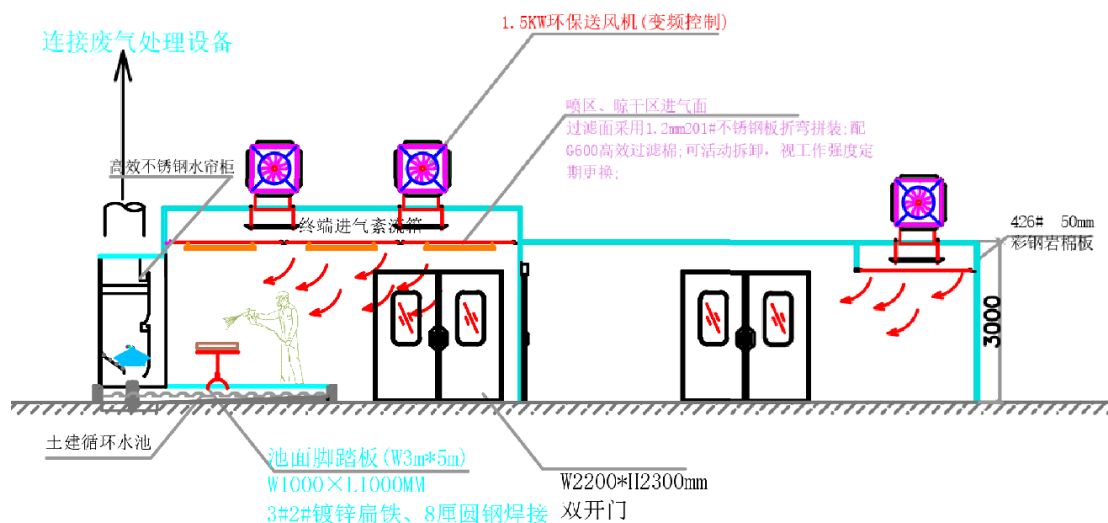 1.5KW环保送风机(变频控制)
连接废气处理设备
喷区、晾干区进气面
过滤面采用1.2mm201#不锈钢板折弯拼装;配
G600高效过滤棉;可活动拆卸，视工作强度定
期更换;
高效不锈钢水帘柜
终端进气紊流箱
426# 50mm
彩钢岩棉板
3000
土建循环水池
池面脚踏板(W3m*5m)
W1000×L1000MM
3#2#镀锌扁铁、8厘圆钢焊接
W2200*H2300mm
双开门